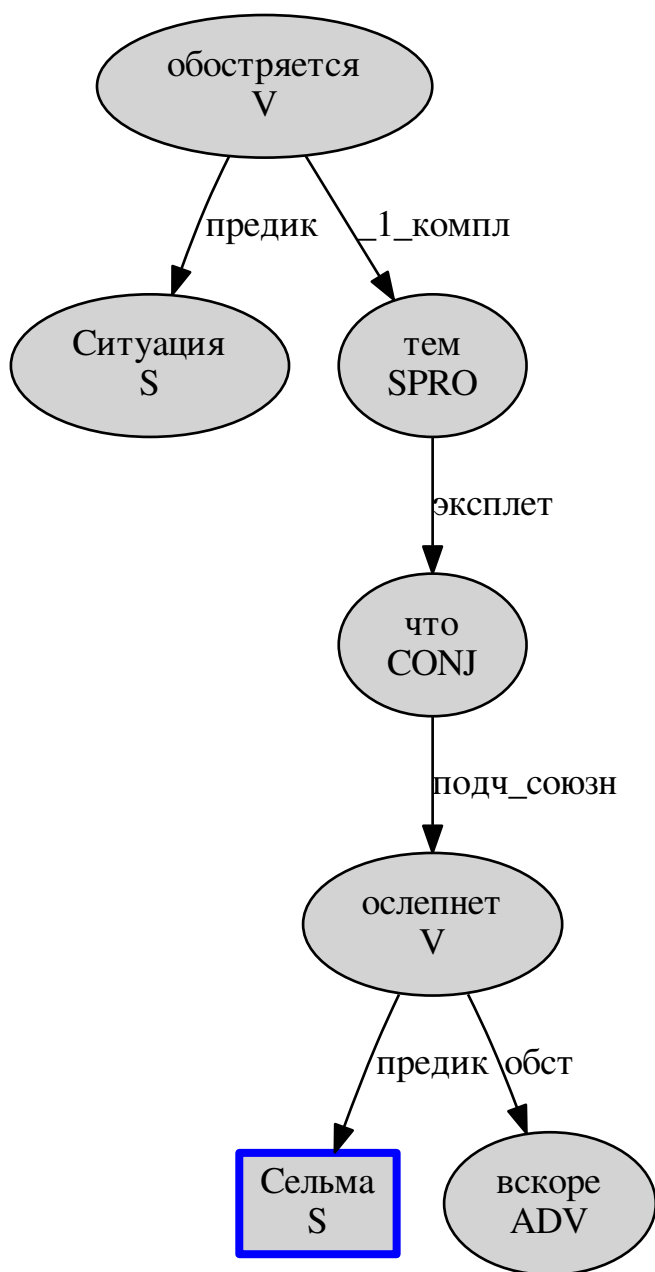 обостряется
V
предик
_1_компл
Ситуация
S
тем
SPRO
эксплет
что
CONJ
подч_союзн
ослепнет
V
предик
обст
Сельма
S
вскоре
ADV